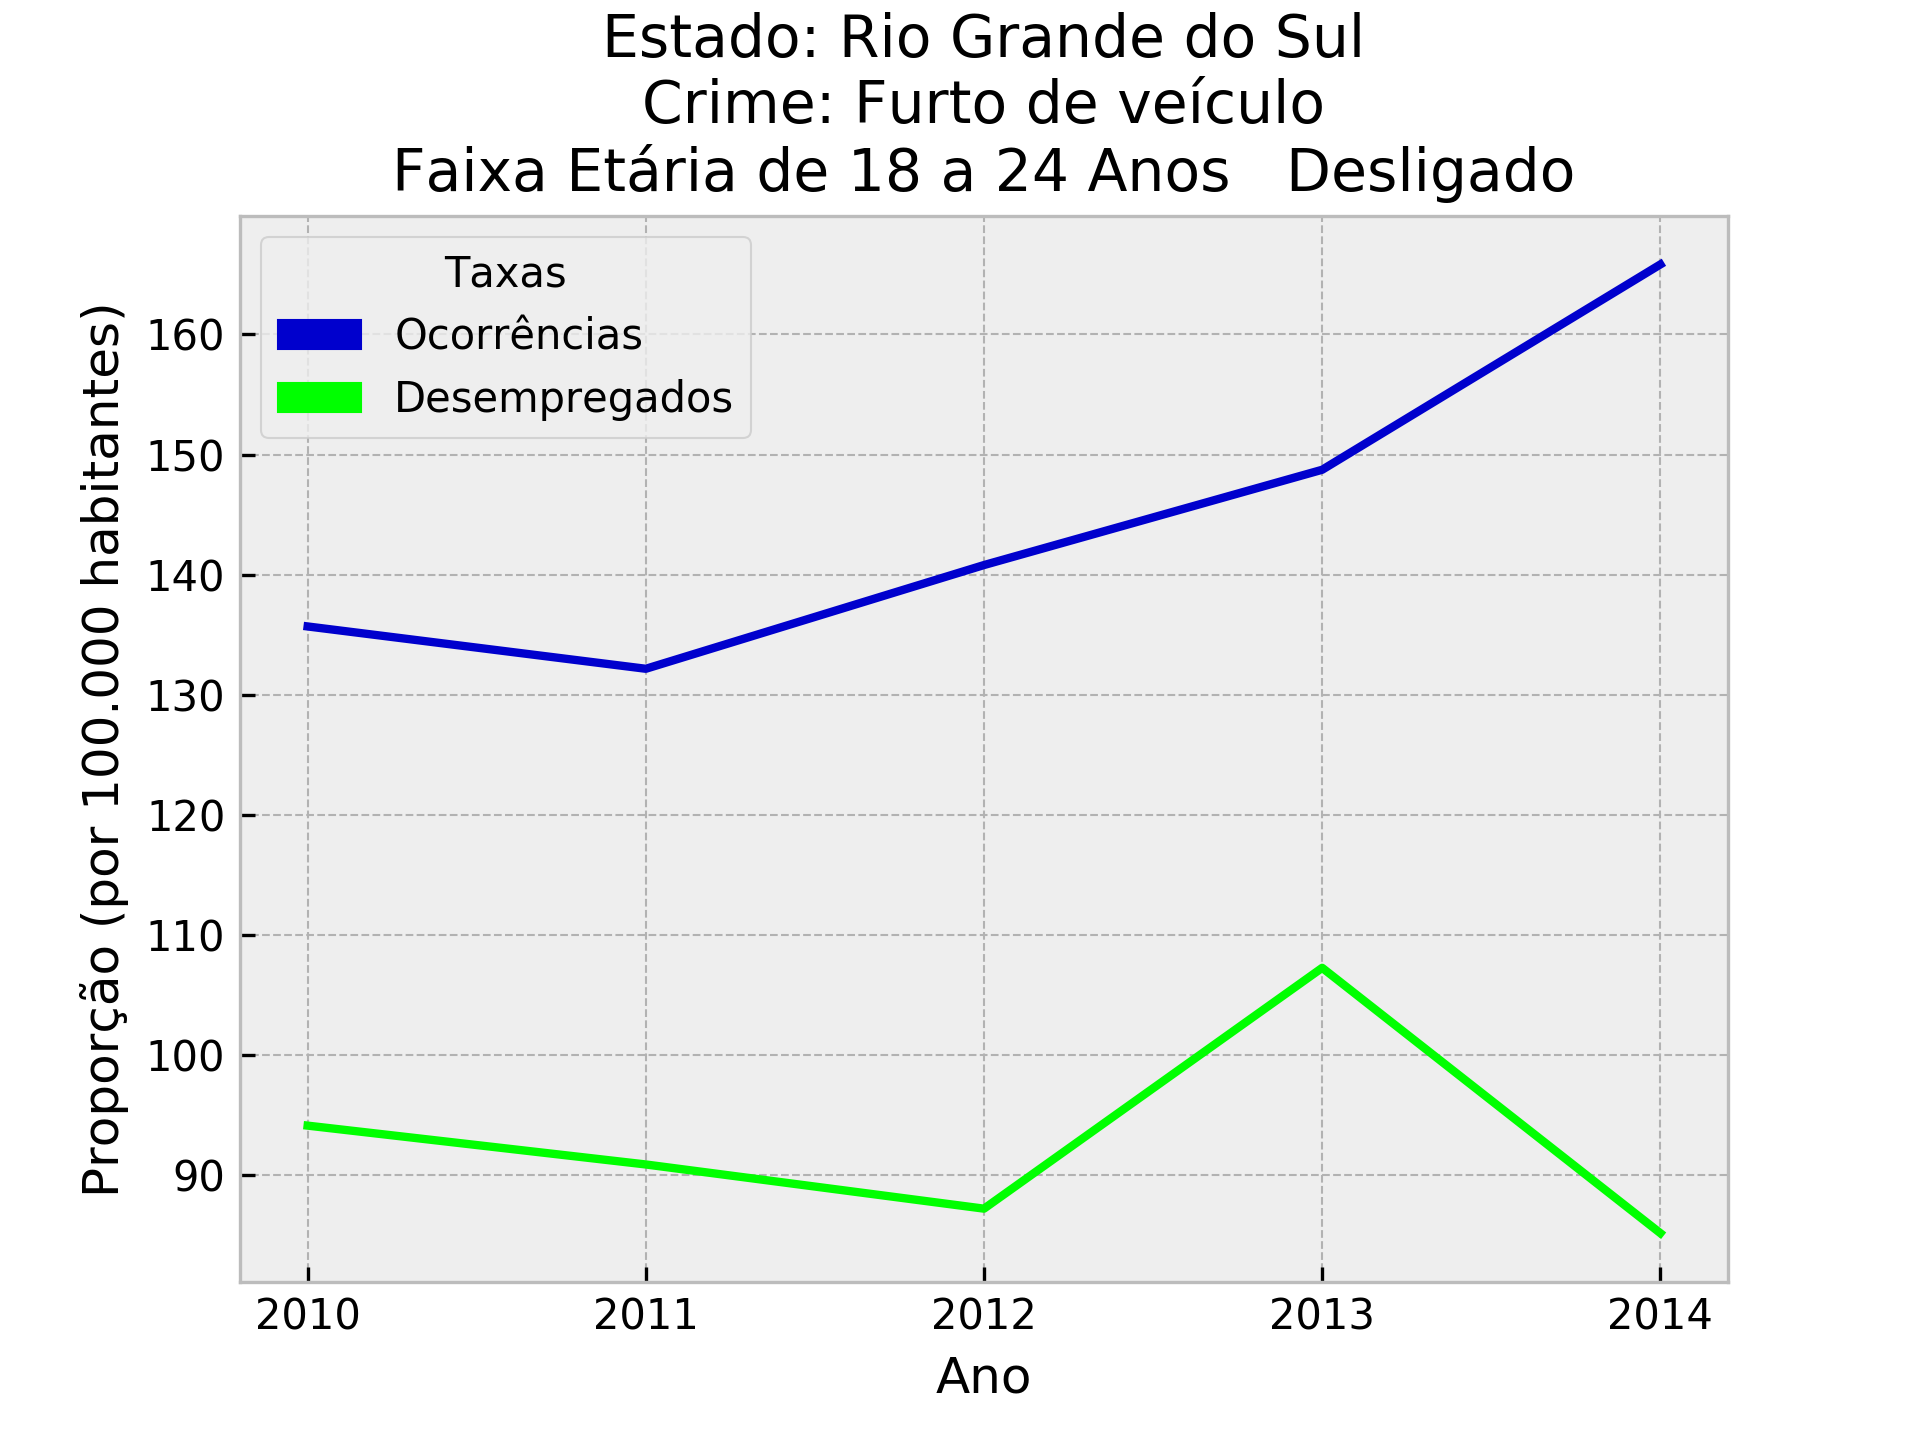 Estado: Rio Grande do Sul
Crime: Furto de veículo
Faixa Etária de 18 a 24 Anos   Desligado
Taxas
Ocorrências
Desempregados
Proporção (por 100.000 habitantes)
160
150
140
130
120
110
100
90
2010 2011 2012 2013 2014
Ano